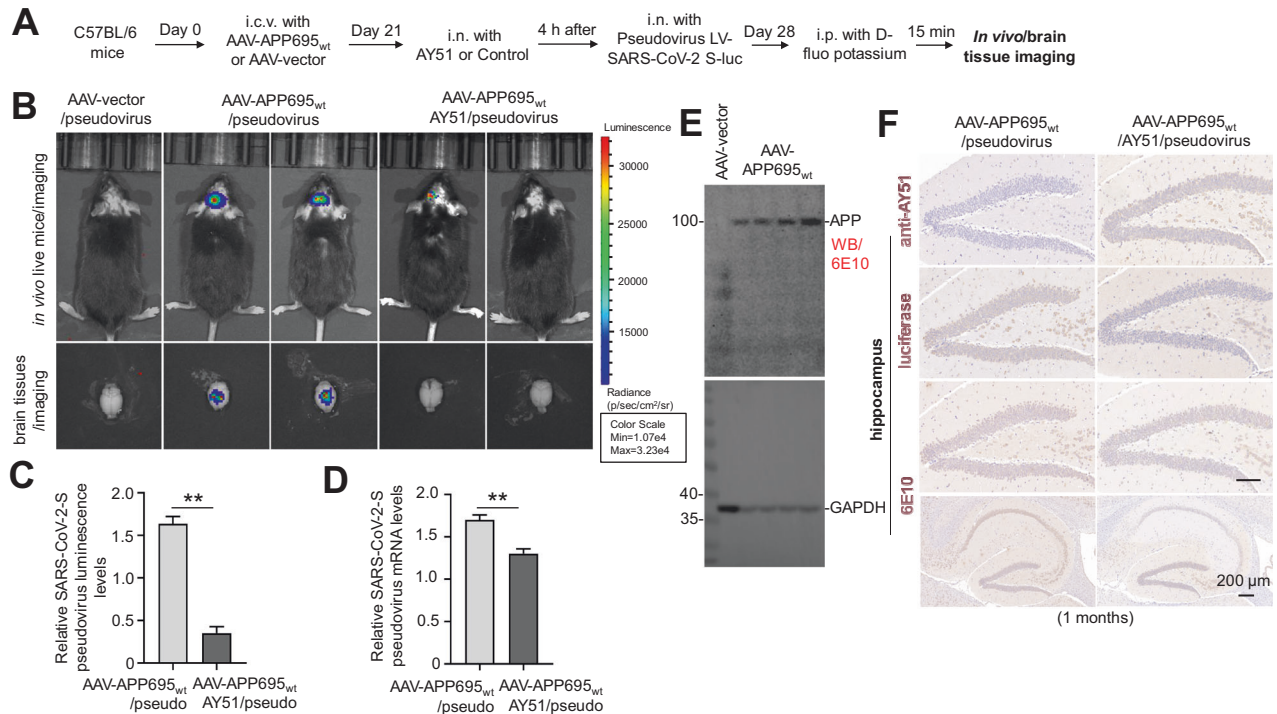 A
C57BL/6
mice
Day 0
i.c.v. with
AAV-APP695wt
or AAV-vector
Day 21
i.n. with
AY51 or Control
4 h after
i.n. with
Pseudovirus LV-
SARS-CoV-2 S-luc
Day 28
i.p. with D-
fluo potassium
15 min
In vivo/brain
tissue imaging
B
AAV-vector
/pseudovirus
AAV-APP695wt
/pseudovirus
AAV-APP695wt
AY51/pseudovirus
in vivo live mice/imaging
brain tissues
/imaging
Luminescence
30000
25000
20000
15000
Radiance
(p/sec/cm²/sr)
Color Scale
Min=1.07e4
Max=3.23e4
C
Relative SARS-CoV-2-S
pseudovirus luminescence
levels
2.0
1.5
1.0
0.5
0
**
AAV-APP695wt
/pseudo
AAV-APP695wt
AY51/pseudo
D
Relative SARS-CoV-2-S
pseudovirus mRNA levels
2.0
1.5
1.0
0.5
0
**
AAV-APP695wt
/pseudo
AAV-APP695wt
AY51/pseudo
E
AAV-vector
AAV-
APP695wt
100-
-APP
WB/
6E10
40-
35-
-GAPDH
F
AAV-APP695wt
/pseudovirus
AAV-APP695wt
/AY51/pseudovirus
anti-AY51
luciferase
6E10
hippocampus
200 µm
(1 months)